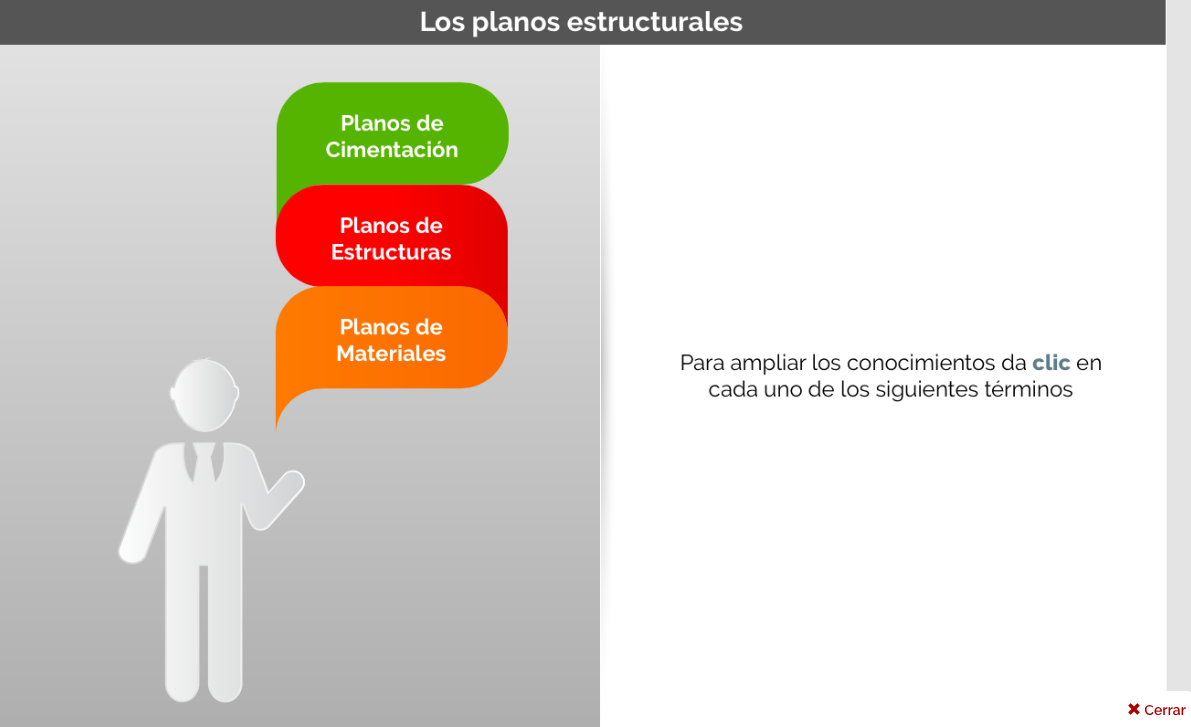 Los planos estructurales
Planos de
Cimentación
Planos de
Estructuras
Planos de
Materiales
Para ampliar los conocimientos da clic en
cada uno de los siguientes términos
✖ Cerrar